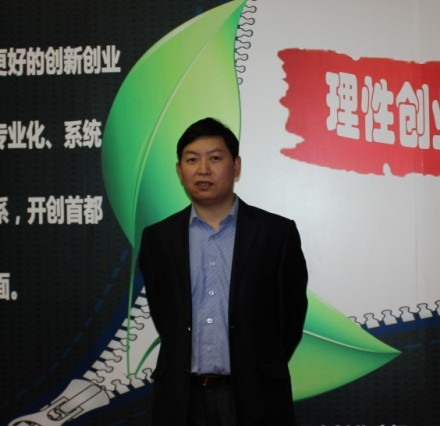 更好的创新创业
专业化、系统
系，开创首都
面。
理性创业